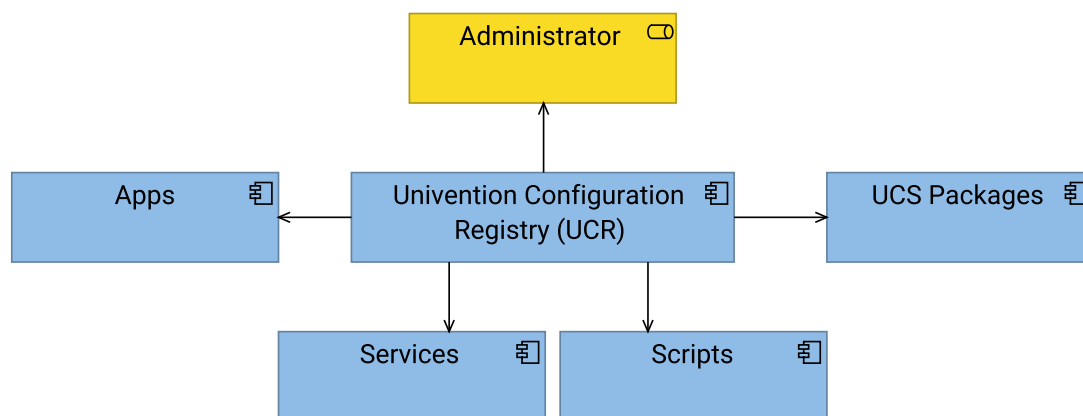 Administrator
Apps
Univention Configuration
Registry (UCR)
UCS Packages
Services
Scripts